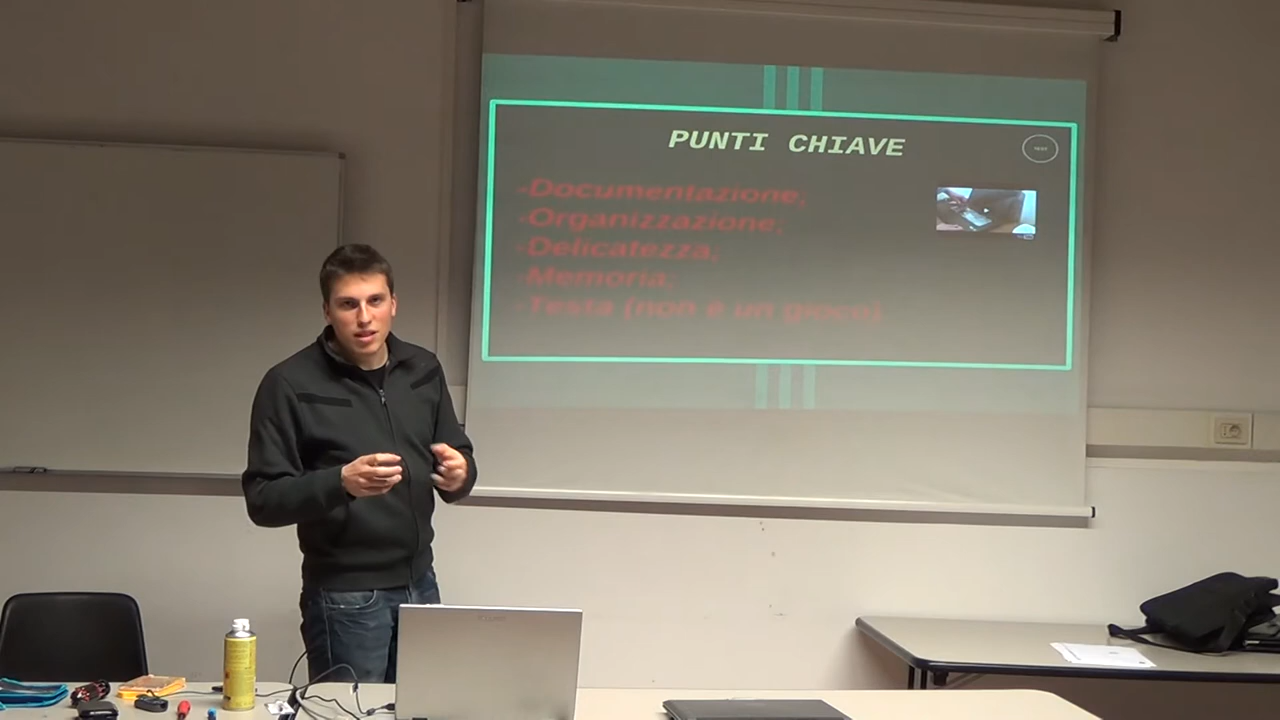 PUNTI CHIAVE
-Documentazione;
-Organizzazione;
-Delicatezza;
-Memoria;
-Testa (non è un gioco)